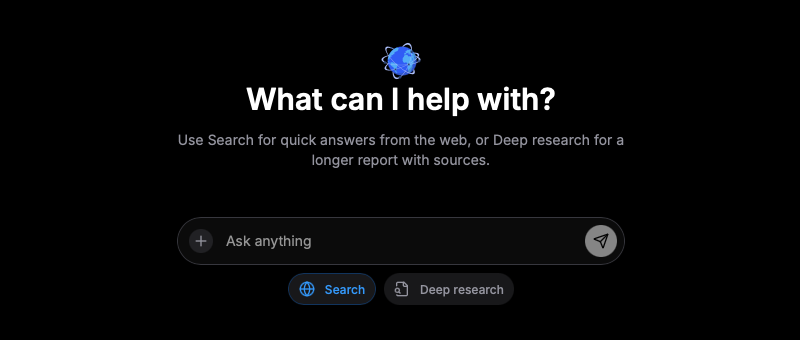 What can I help with?
Use Search for quick answers from the web, or Deep research for a
longer report with sources.
Ask anything
Search
Deep research